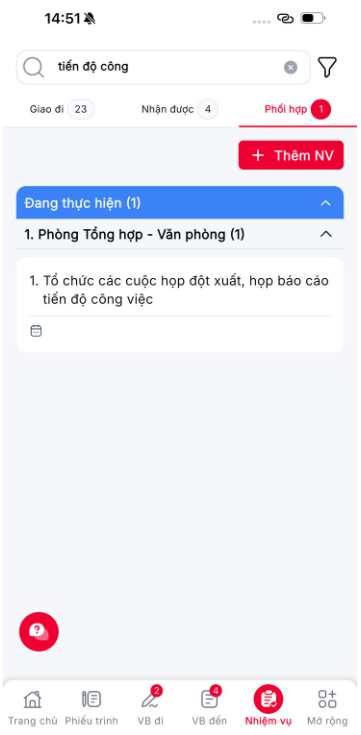 14:51
tiến độ công
Giao đi 23 Nhận được 4 Phối hợp 1
+ Thêm NV
Đang thực hiện (1)
1. Phòng Tổng hợp - Văn phòng (1)
1. Tổ chức các cuộc họp đột xuất, họp báo cáo
tiến độ công việc
?
2 4
Trang chủ Phiếu trình VB đi VB đến Nhiệm vụ Mở rộng